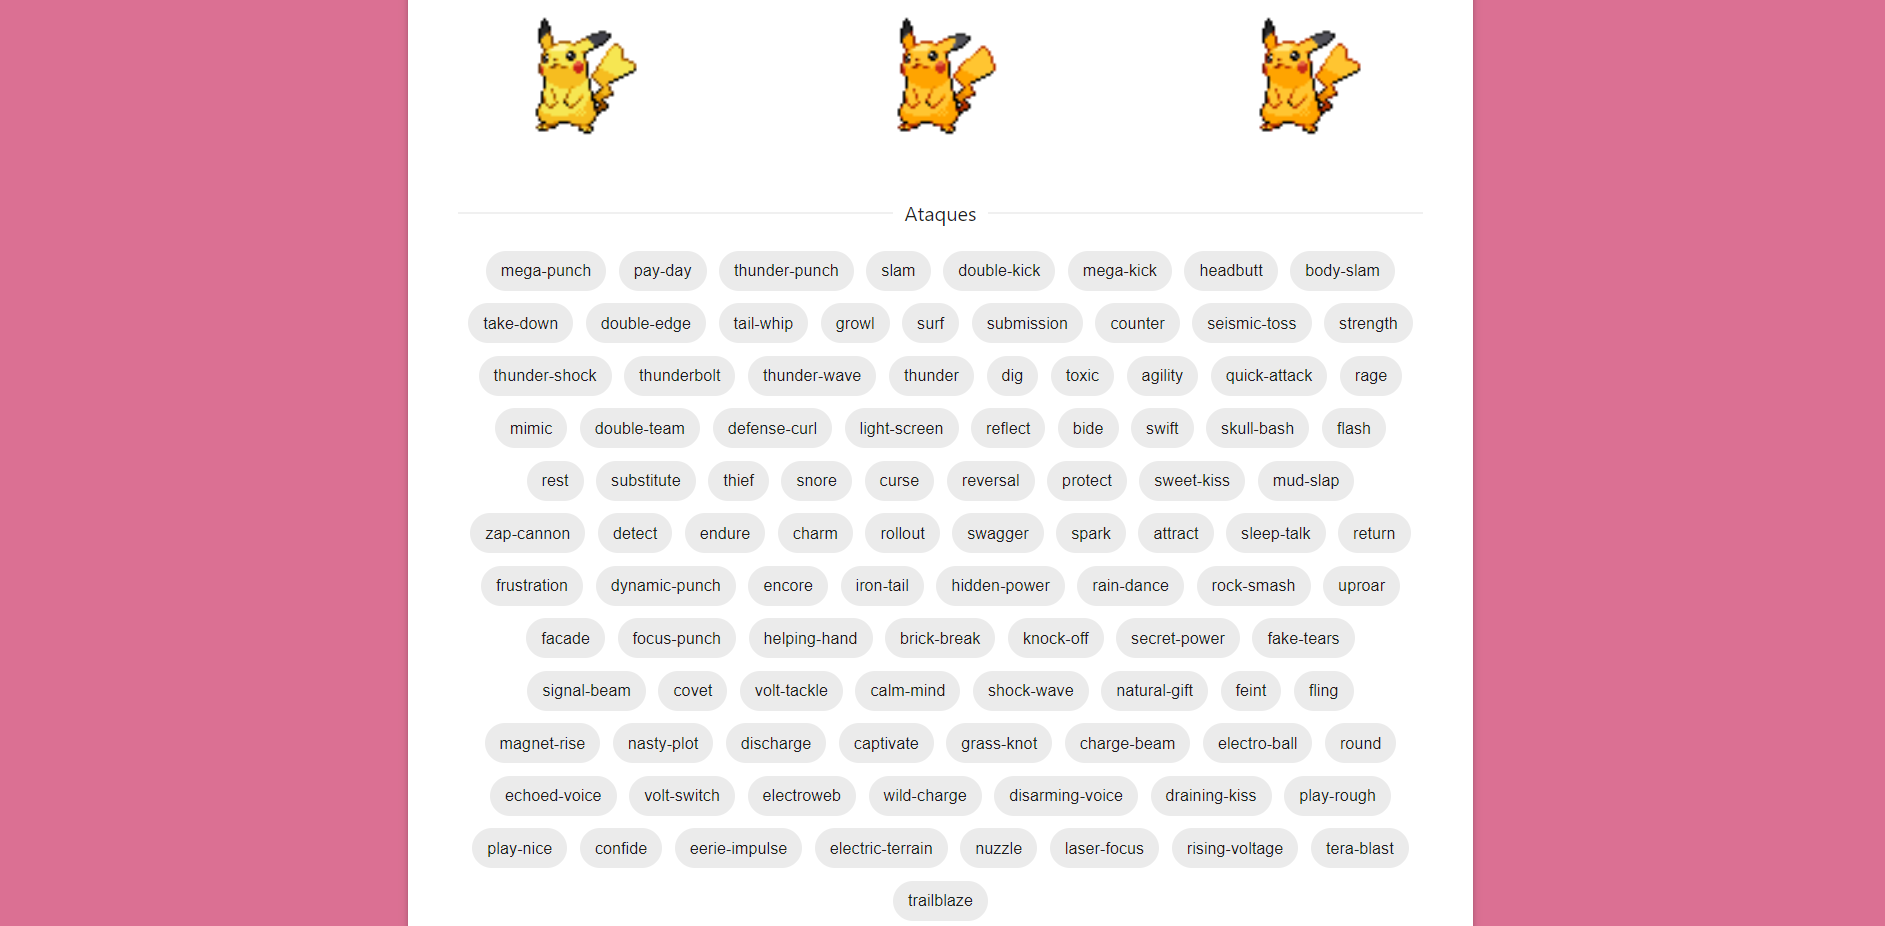 Ataques
mega-punch pay-day thunder-punch slam double-kick mega-kick headbutt body-slam
take-down double-edge tail-whip growl surf submission counter seismic-toss strength
thunder-shock thunderbolt thunder-wave thunder dig toxic agility quick-attack rage
mimic double-team defense-curl light-screen reflect bide swift skull-bash flash
rest substitute thief snore curse reversal protect sweet-kiss mud-slap
zap-cannon detect endure charm rollout swagger spark attract sleep-talk return
frustration dynamic-punch encore iron-tail hidden-power rain-dance rock-smash uproar
facade focus-punch helping-hand brick-break knock-off secret-power fake-tears
signal-beam covet volt-tackle calm-mind shock-wave natural-gift feint fling
magnet-rise nasty-plot discharge captivate grass-knot charge-beam electro-ball round
echoed-voice volt-switch electroweb wild-charge disarming-voice draining-kiss play-rough
play-nice confide eerie-impulse electric-terrain nuzzle laser-focus rising-voltage tera-blast
trailblaze